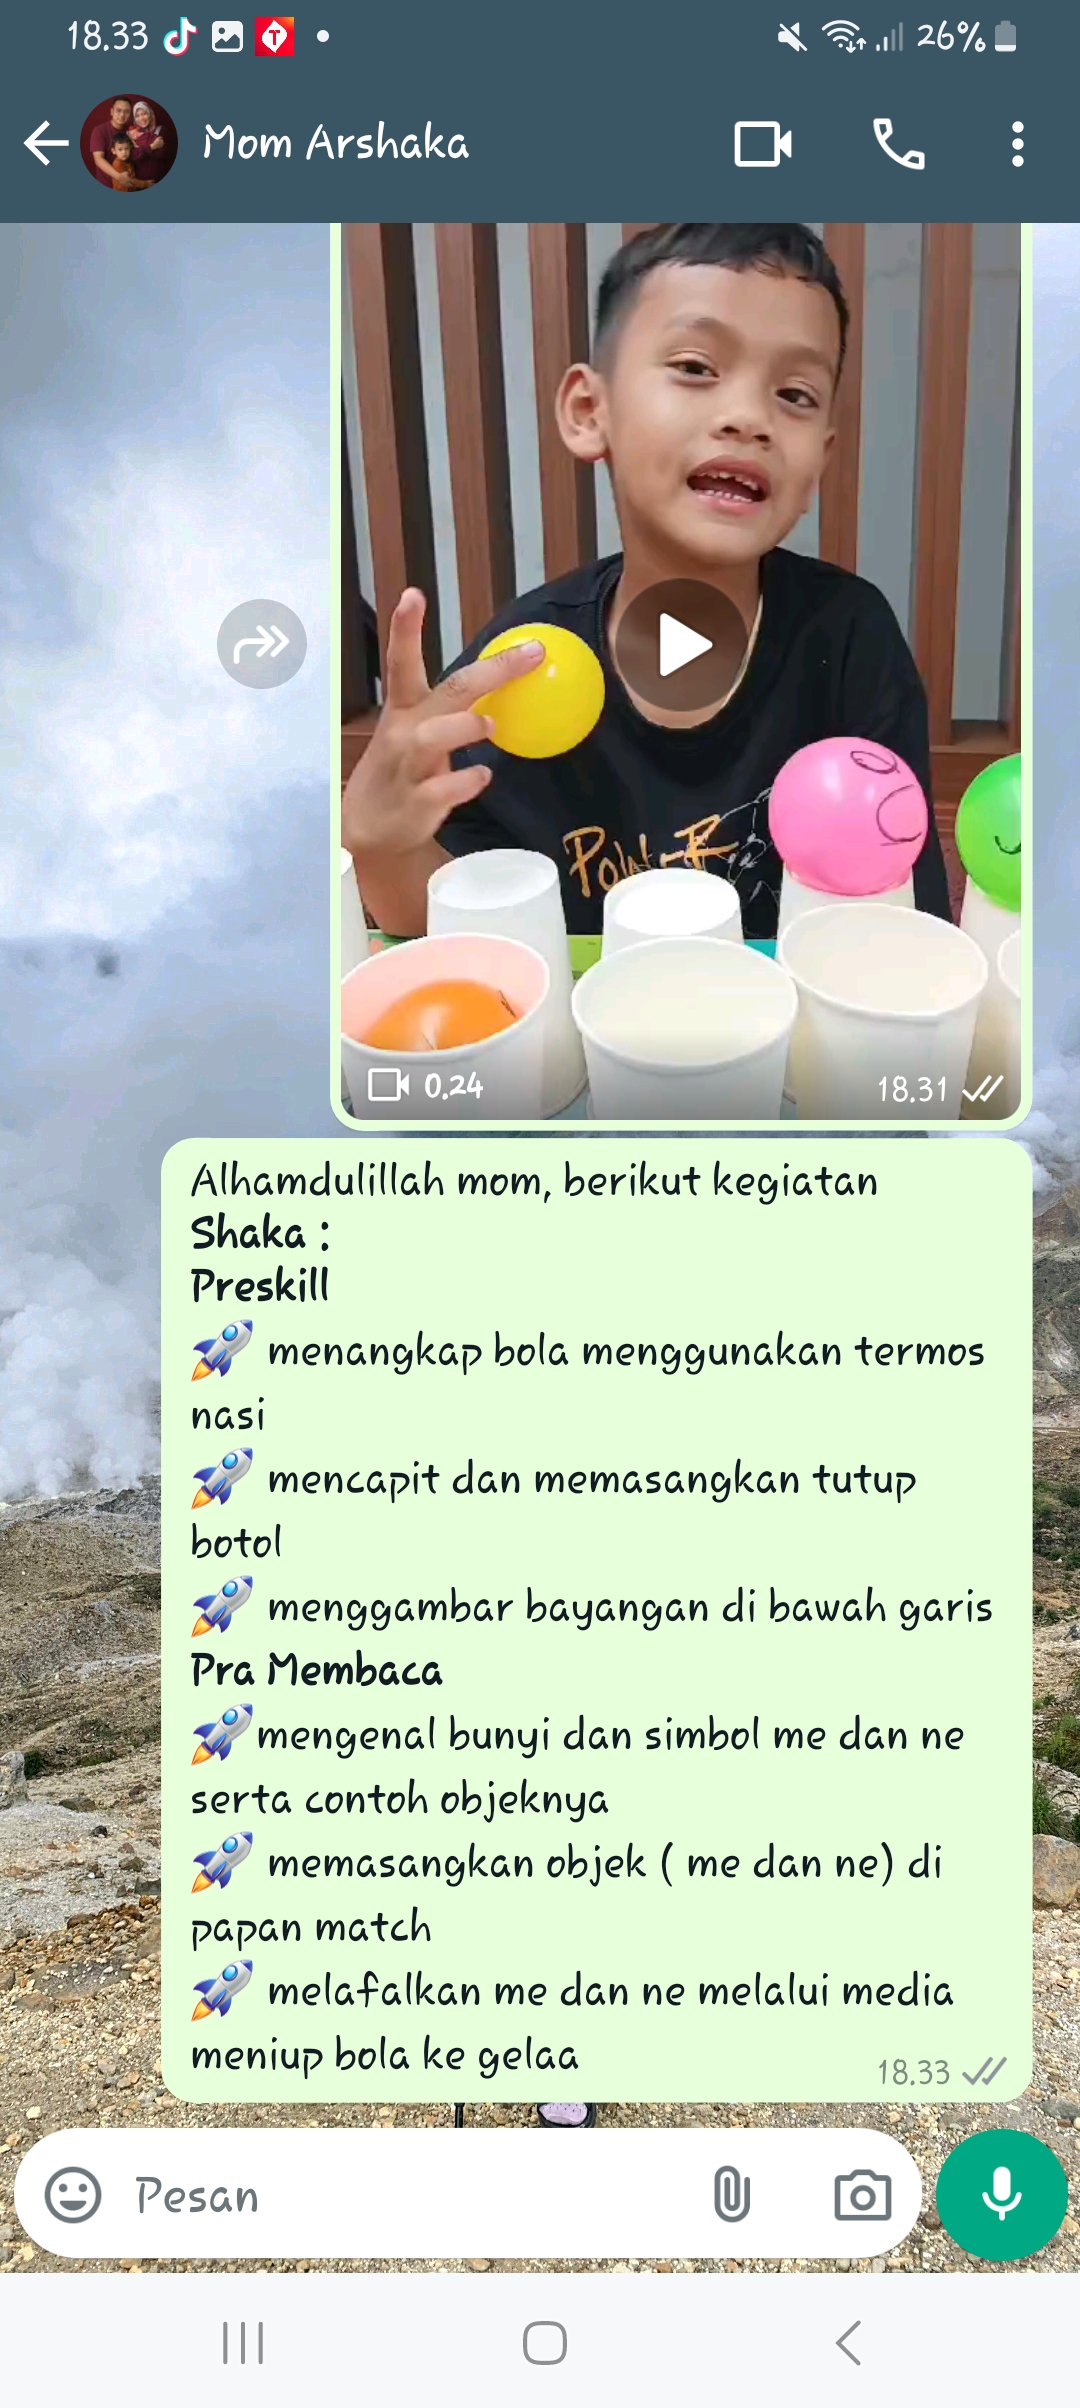 18.33
26%
Mom Arshaka
0.24
18.31
Alhamdulillah mom, berikut kegiatan
Shaka :
Preskill
🚀 menangkap bola menggunakan termos
nasi
🚀 mencapit dan memasangkan tutup
botol
🚀 menggambar bayangan di bawah garis
Pra Membaca
🚀mengenal bunyi dan simbol me dan ne
serta contoh objeknya
🚀 memasangkan objek ( me dan ne) di
papan match
🚀 melafalkan me dan ne melalui media
meniup bola ke gelaa
18.33
Pesan